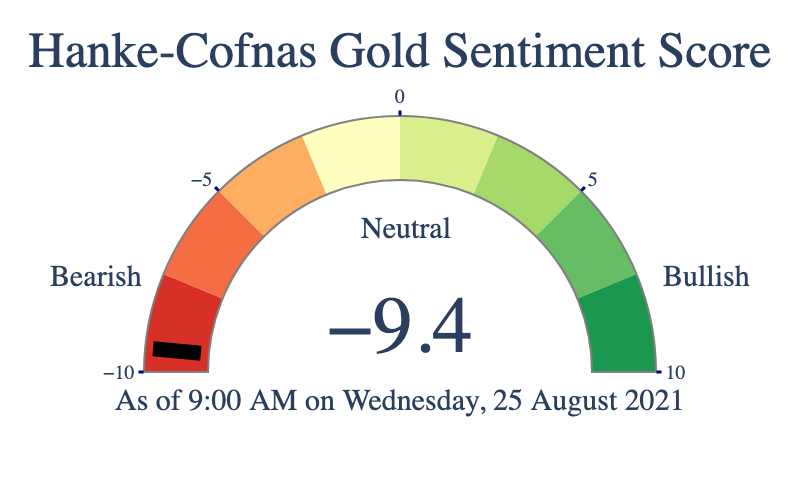 Hanke-Cofnas Gold Sentiment Score
0
−5
5
Neutral
Bearish
Bullish
−9.4
−10
10
As of 9:00 AM on Wednesday, 25 August 2021